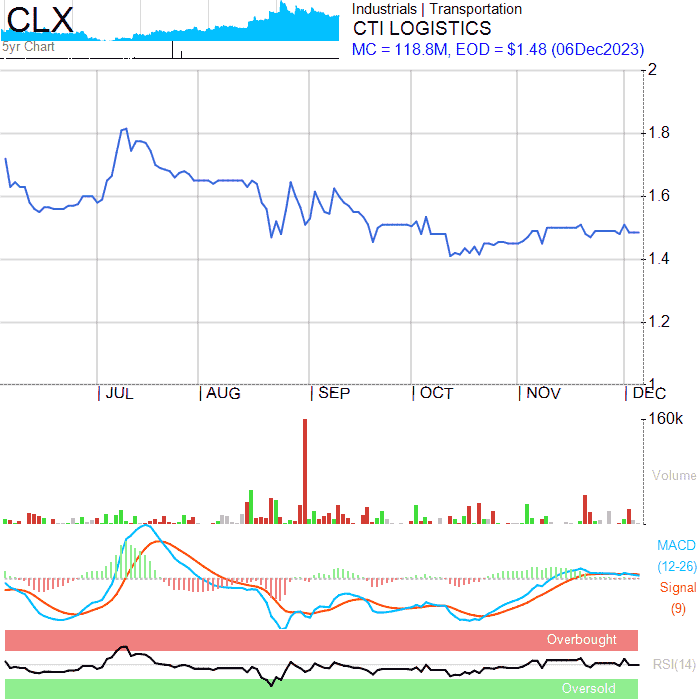 CLX
5yr Chart
Industrials | Transportation
CTI LOGISTICS
MC = 118.8M, EOD = $1.48 (06Dec2023)
2
1.8
1.6
1.4
1.2
1
JUL
AUG
SEP
OCT
NOV
DEC
160k
Volume
MACD
(12-26)
Signal
(9)
Overbought
RSI(14)
Oversold